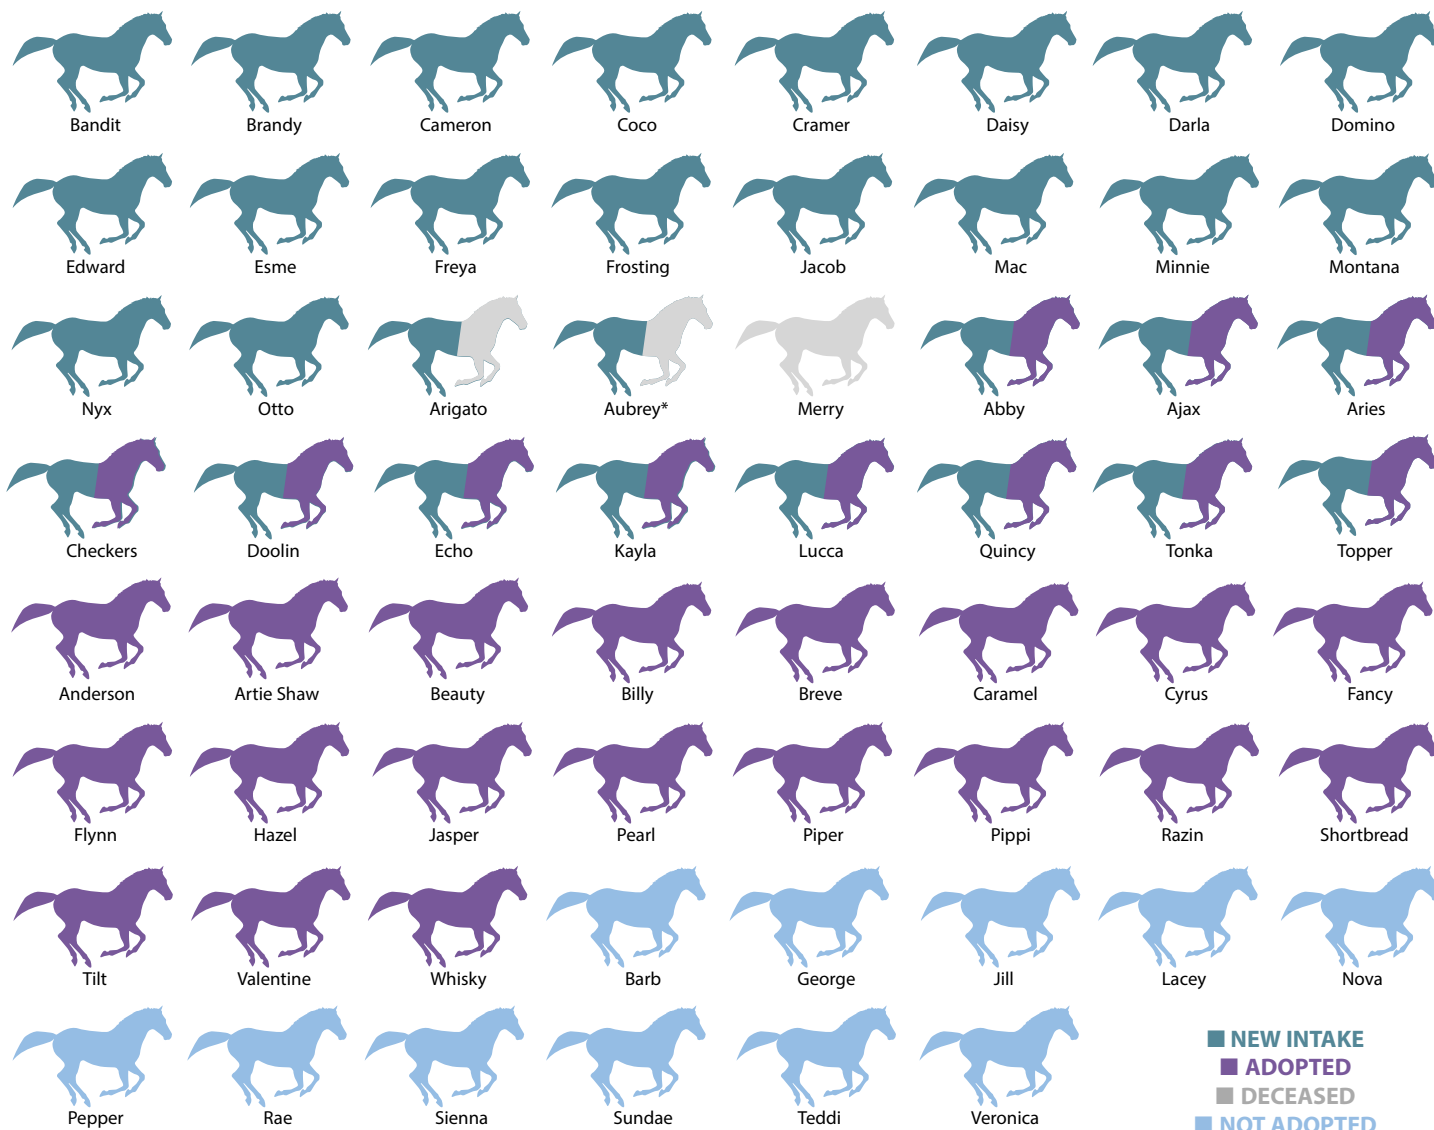 Bandit Brandy Cameron Coco Cramer Daisy Darla Domino
Edward Esme Freya Frosting Jacob Mac Minnie Montana
Nyx Otto Arigato Aubrey* Merry Abby Ajax Aries
Checkers Doolin Echo Kayla Lucca Quincy Tonka Topper
Anderson Artie Shaw Beauty Billy Breve Caramel Cyrus Fancy
Flynn Hazel Jasper Pearl Piper Pippi Razin Shortbread
Tilt Valentine Whisky Barb George Jill Lacey Nova
Pepper Rae Sienna Sundae Teddi Veronica
NEW INTAKE
ADOPTED
DECEASED
NOT ADOPTED